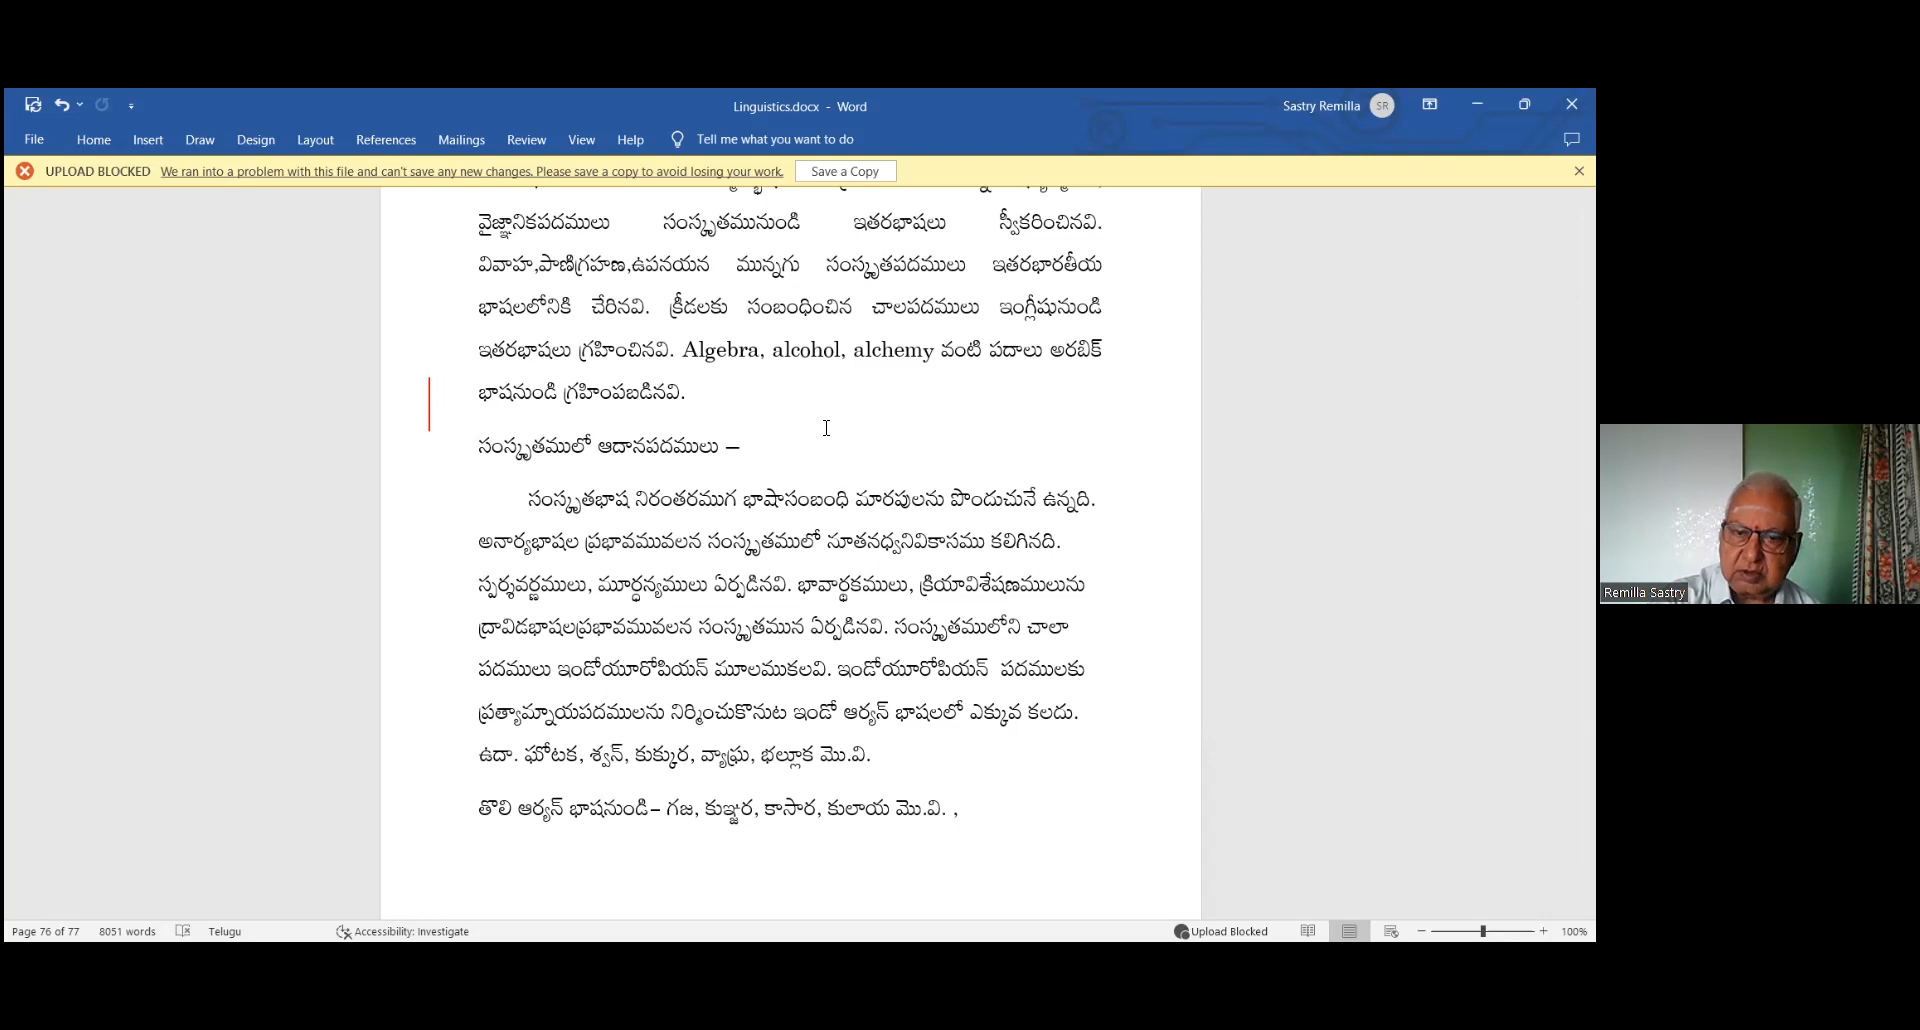 Linguistics.docx - Word
Sastry Remilla SR
File Home Insert Draw Design Layout References Mailings Review View Help Tell me what you want to do
UPLOAD BLOCKED We ran into a problem with this file and can't save any new changes. Please save a copy to avoid losing your work. Save a Copy
వైజ్ఞానికపదములు సంస్కృతమునుండి ఇతరభాషలు స్వీకరించినవి.
వివాహ,పాణిగ్రహణ,ఉపనయన మున్నగు సంస్కృతపదములు ఇతరభారతీయ
భాషలలోనికి చేరినవి. క్రీడలకు సంబంధించిన చాలపదములు ఇంగ్లీషునుండి
ఇతరభాషలు గ్రహించినవి. Algebra, alcohol, alchemy వంటి పదాలు అరబిక్
భాషనుండి గ్రహింపబడినవి.
సంస్కృతములో ఆదానపదములు –
సంస్కృతభాష నిరంతరముగ భాషాసంబంధి మారపులను పొందుచునే ఉన్నది.
అనార్యభాషల ప్రభావమువలన సంస్కృతములో నూతనధ్వనివికాసము కలిగినది.
స్పర్శవర్ణములు, మూర్ధన్యములు ఏర్పడినవి. భావార్థకములు, క్రియావిశేషణములును
ద్రావిడభాషలప్రభావమువలన సంస్కృతమున ఏర్పడినవి. సంస్కృతములోని చాలా
పదములు ఇండోయూరోపియన్ మూలముకలవి. ఇండోయూరోపియన్ పదములకు
ప్రత్యామ్నాయపదములను నిర్మించుకొనుట ఇండో ఆర్యన్ భాషలలో ఎక్కువ కలదు.
ఉదా. ఘోటక, శ్వన్, కుక్కుర, వ్యాఘ్ర, భల్లూక మొ.వి.
తొలి ఆర్యన్ భాషనుండి– గజ, కుఞ్జర, కాసార, కులాయ మొ.వి. ,
Remilla Sastry
Page 76 of 77 8051 words Telugu Accessibility: Investigate Upload Blocked 100%